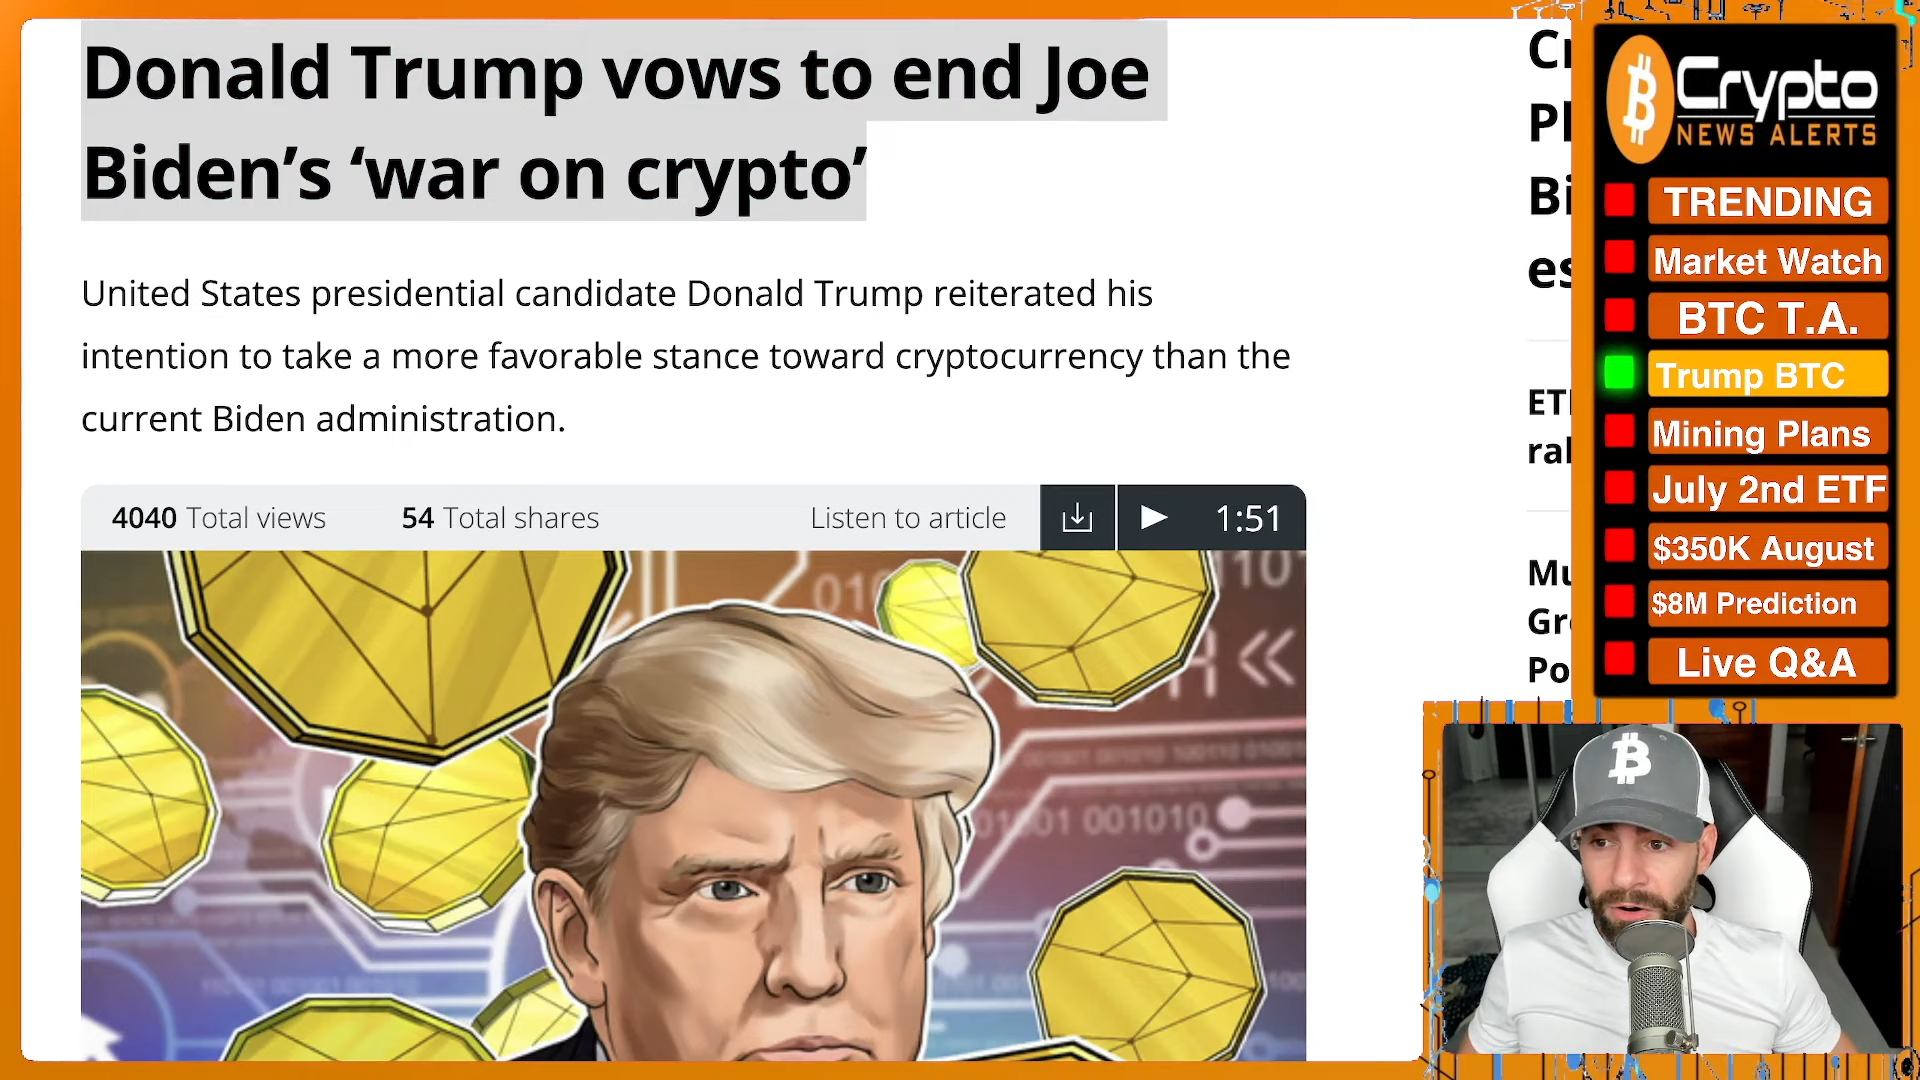 Donald Trump vows to end Joe
Biden’s ‘war on crypto’
United States presidential candidate Donald Trump reiterated his
intention to take a more favorable stance toward cryptocurrency than the
current Biden administration.
4040 Total views
54 Total shares
Listen to article
1:51
Crypto
NEWS ALERTS
TRENDING
Market Watch
BTC T.A.
Trump BTC
Mining Plans
July 2nd ETF
$350K August
$8M Prediction
Live Q&A